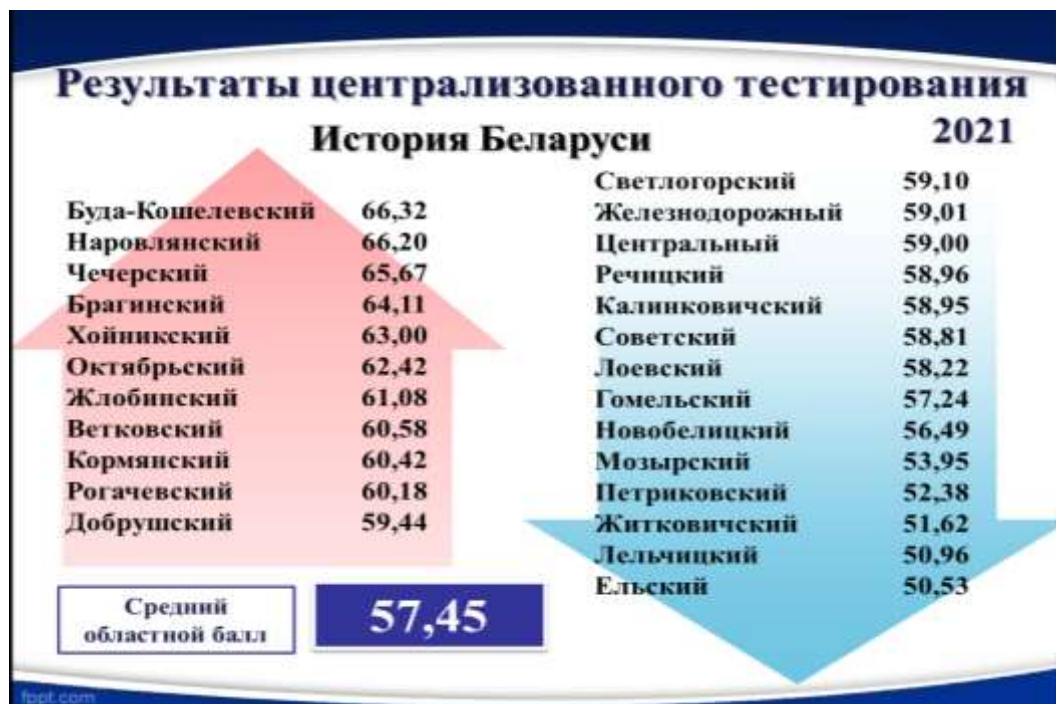 Результаты централизованного тестирования
История Беларуси 2021
Буда-Кошелевский 66,32
Наровлянский 66,20
Чечерский 65,67
Брагинский 64,11
Хойникский 63,00
Октябрьский 62,42
Жлобинский 61,08
Ветковский 60,58
Кормянский 60,42
Рогачевский 60,18
Добрушский 59,44
Светлогорский 59,10
Железнодорожный 59,01
Центральный 59,00
Речицкий 58,96
Калинковичский 58,95
Советский 58,81
Лоевский 58,22
Гомельский 57,24
Новобелицкий 56,49
Мозырский 53,95
Петриковский 52,38
Житковичский 51,62
Лельчицкий 50,96
Ельский 50,53
Средний
областной балл
57,45
fppt.com